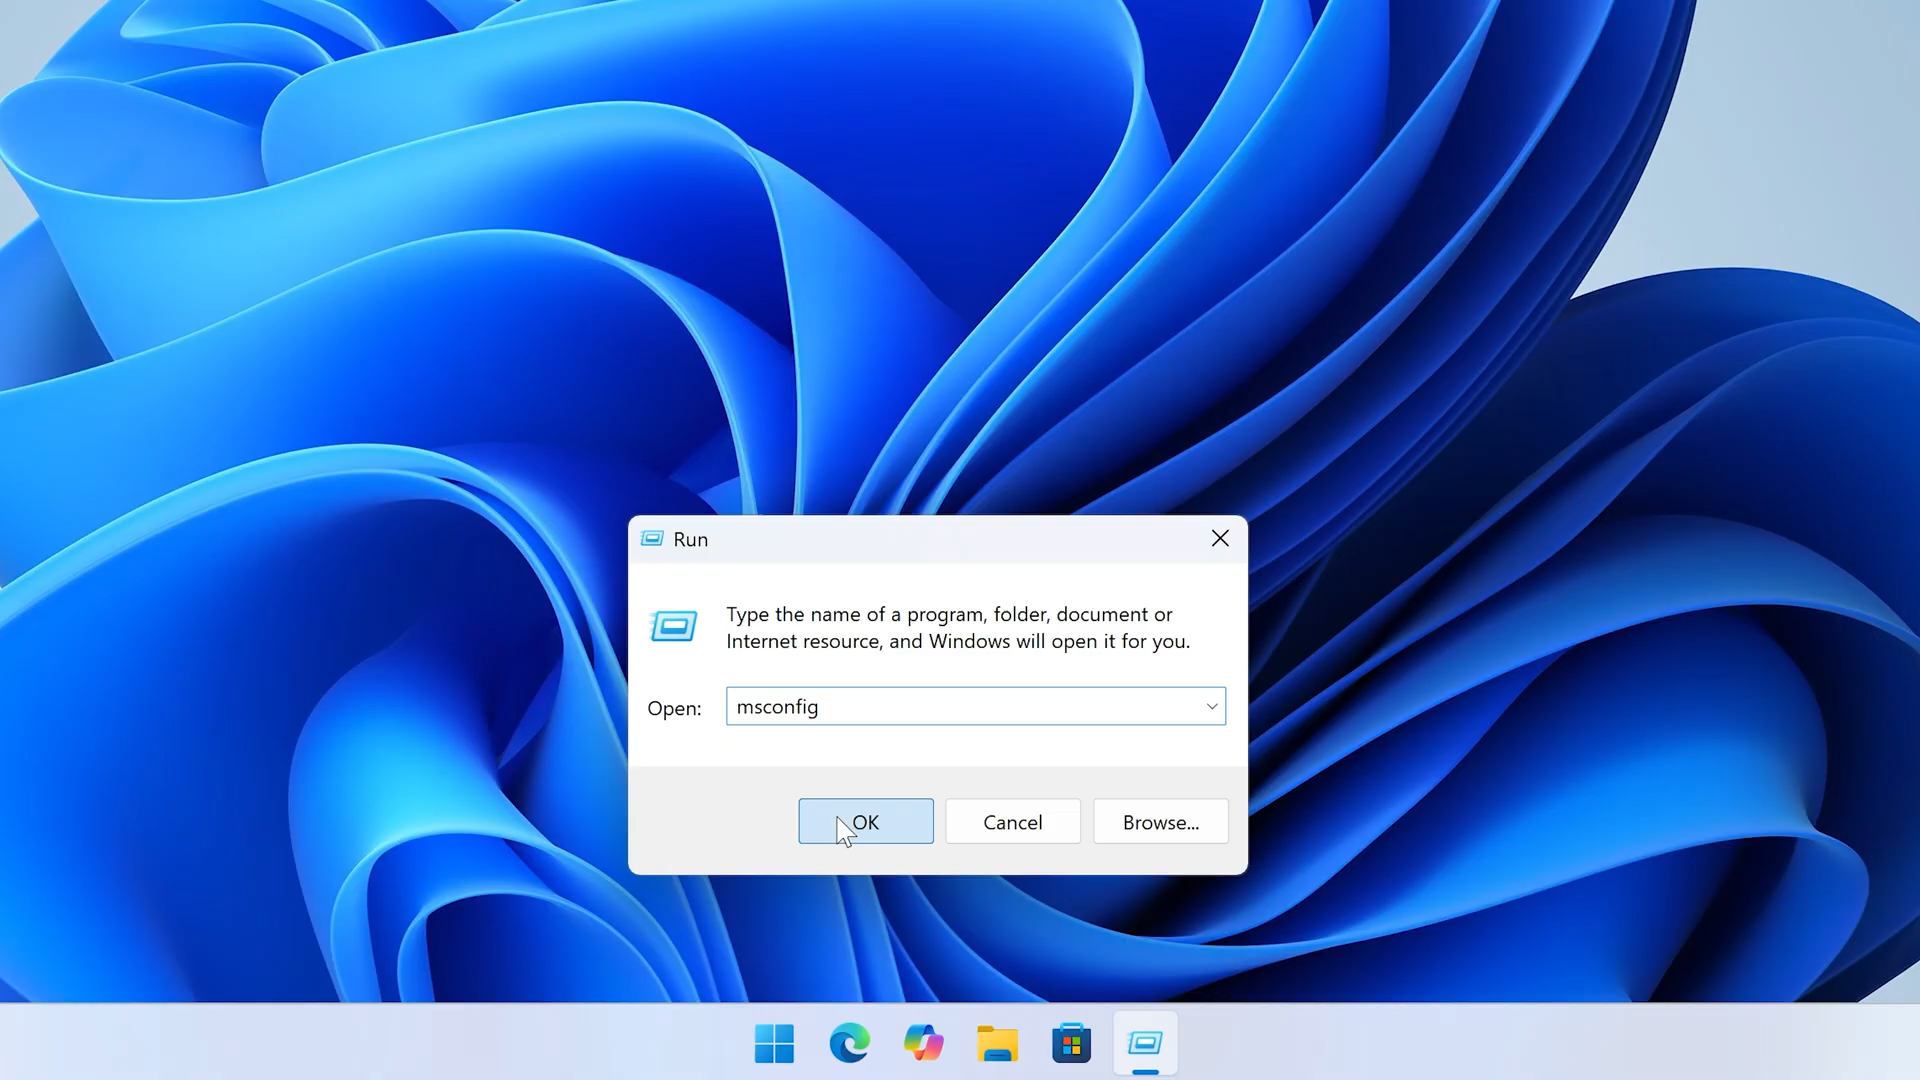 Run
Type the name of a program, folder, document or
Internet resource, and Windows will open it for you.
Open: msconfig
OK Cancel Browse...